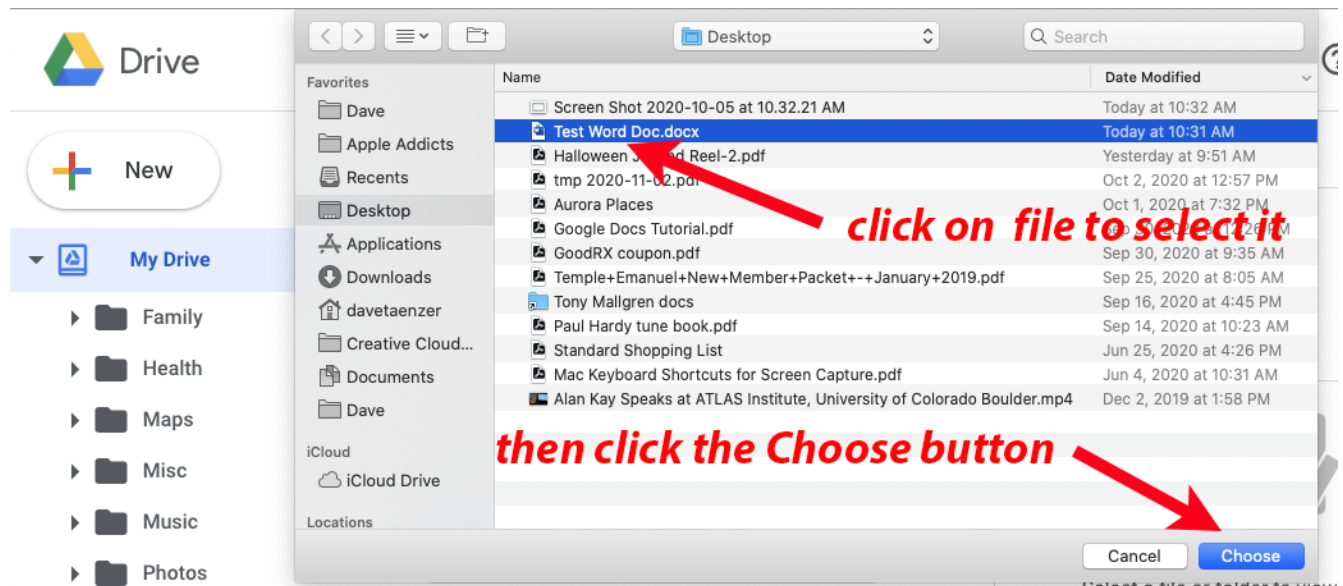 Drive
New
My Drive
Family
Health
Maps
Misc
Music
Photos
Desktop
Search
Favorites
Dave
Apple Addicts
Recents
Desktop
Applications
Downloads
davetaenzer
Creative Cloud...
Documents
Dave
iCloud
iCloud Drive
Locations
Name Date Modified
Screen Shot 2020-10-05 at 10.32.21 AM Today at 10:32 AM
Test Word Doc.docx Today at 10:31 AM
Halloween Reel-2.pdf Yesterday at 9:51 AM
tmp 2020-11-02.pdf Oct 2, 2020 at 12:57 PM
Aurora Places Oct 1, 2020 at 7:32 PM
Google Docs Tutorial.pdf Sep 30, 2020 at 12:26 PM
click on file to select it
GoodRX coupon.pdf Sep 30, 2020 at 9:35 AM
Temple+Emanuel+New+Member+Packet+-+January+2019.pdf Sep 25, 2020 at 8:05 AM
Tony Mallgren docs Sep 16, 2020 at 4:45 PM
Paul Hardy tune book.pdf Sep 14, 2020 at 10:23 AM
Standard Shopping List Jun 25, 2020 at 4:26 PM
Mac Keyboard Shortcuts for Screen Capture.pdf Jun 4, 2020 at 10:31 AM
Alan Kay Speaks at ATLAS Institute, University of Colorado Boulder.mp4 Dec 2, 2019 at 1:58 PM
then click the Choose button
Cancel Choose